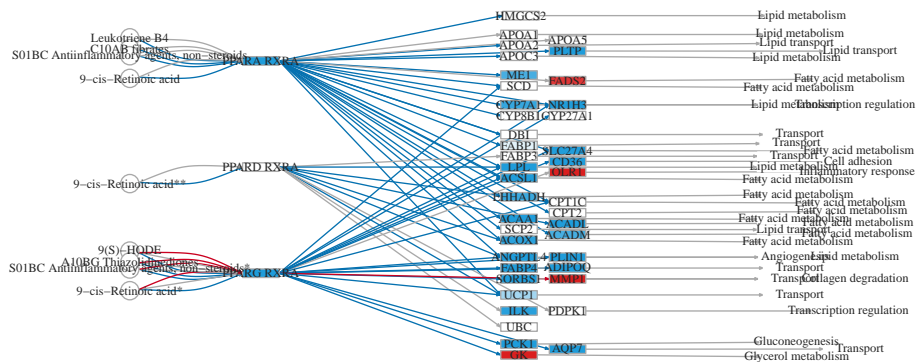 HMGCS2 Lipid metabolism
APOA1 Lipid metabolism
Leukotriene B4 APOA5
C10AB fibrates APOA2 Lipid transport
S01BC Antiinflammatory agents, non-steroids PLTP Lipid transport
PPARA RXRA APOC3 Lipid metabolism
9-cis-Retinoic acid ME1 FADS2 Fatty acid metabolism
SCD Fatty acid metabolism
CYP7A1 NR1H3 Lipid metabolism Transcription regulation
CYP8B1 CYP27A1
DBI Transport
FABP1 Transport
SLC27A4 Fatty acid metabolism
FABP3 Transport
CD36 Cell adhesion
PPARD RXRA LPL Lipid metabolism
OLR1 Inflammatory response
9-cis-Retinoic acid** ACSL1 Fatty acid metabolism
EHHADH Fatty acid metabolism
CPT1C Fatty acid metabolism
CPT2 Fatty acid metabolism
ACAA1 Fatty acid metabolism
ACADL Fatty acid metabolism
SCP2 Lipid transport
ACADM Fatty acid metabolism
ACOX1 Fatty acid metabolism
9(S)-HODE
A10BG Thiazolidinediones ANGPTL4 PLIN1 Angiogenesis Lipid metabolism
S01BC Antiinflammatory agents, non-steroids* FABP4 ADIPOQ Transport
PPARG RXRA SORBS1 MMP1 Transport Collagen degradation
9-cis-Retinoic acid* UCP1 Transport
ILK PDPK1 Transcription regulation
UBC
PCK1 Gluconeogenesis
AQP7 Transport
GK Glycerol metabolism